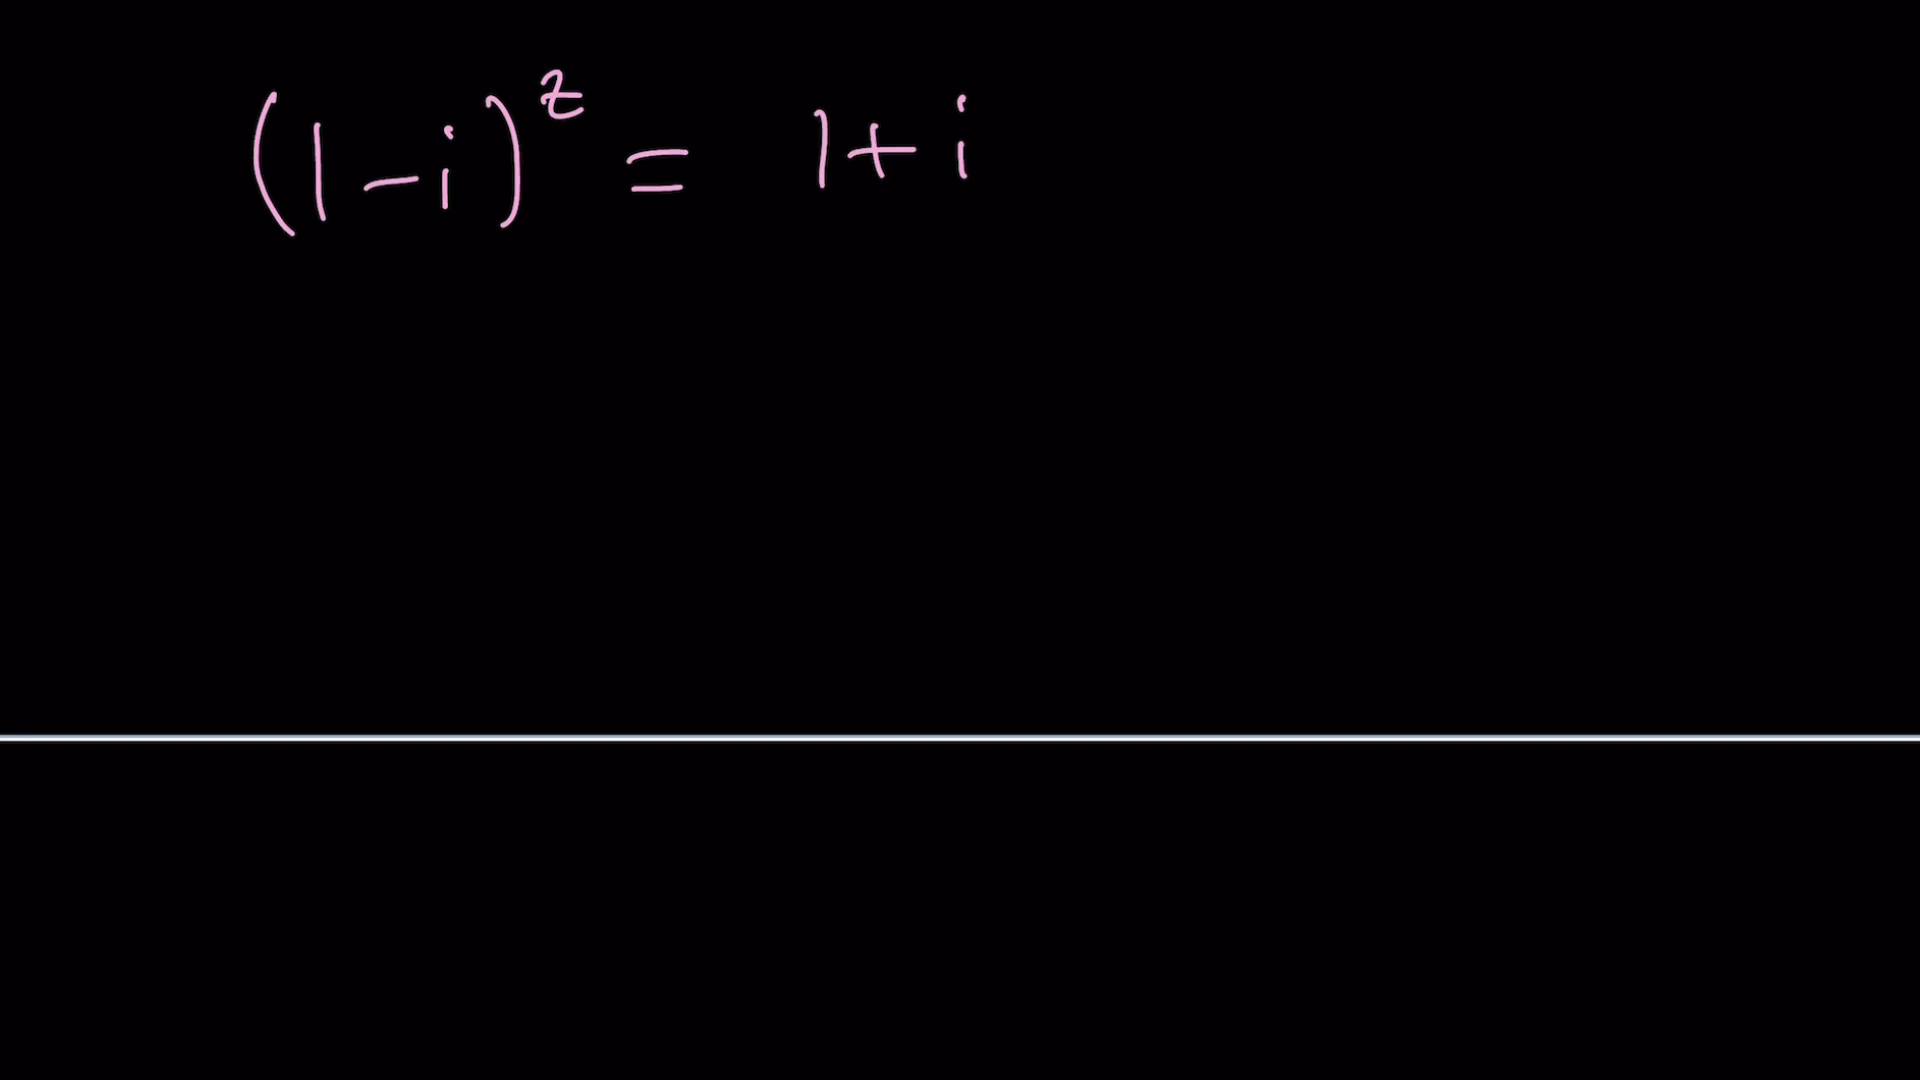 (1-i)^z = 1+i